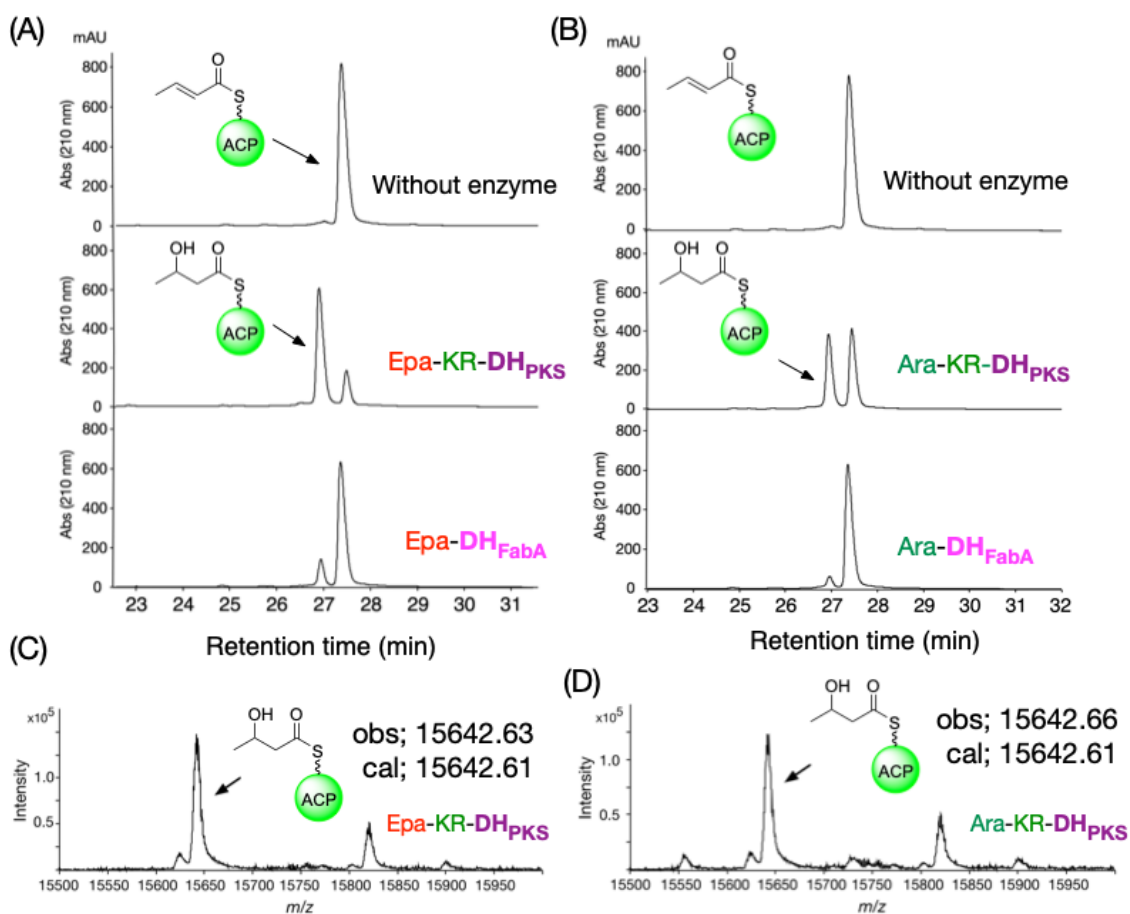 (A)
mAU
800
600
400
200
0
Abs (210 nm)
O
S
ACP
Without enzyme
800
600
400
200
0
Abs (210 nm)
OH O
S
ACP
Epa-KR-DHPKS
800
600
400
200
0
Abs (210 nm)
Epa-DHFabA
23 24 25 26 27 28 29 30 31
Retention time (min)
(B)
mAU
800
600
400
200
0
Abs (210 nm)
O
S
ACP
Without enzyme
800
600
400
200
0
Abs (210 nm)
OH O
S
ACP
Ara-KR-DHPKS
800
600
400
200
0
Abs (210 nm)
Ara-DHFabA
23 24 25 26 27 28 29 30 31 32
Retention time (min)
(C)
x10⁵
1.0
0.5
Intensity
OH O
S
ACP
obs; 15642.63
cal; 15642.61
Epa-KR-DHPKS
15500 15550 15600 15650 15700 15750 15800 15850 15900 15950
m/z
(D)
x10⁵
1.0
0.5
Intensity
OH O
S
ACP
obs; 15642.66
cal; 15642.61
Ara-KR-DHPKS
15500 15550 15600 15650 15700 15750 15800 15850 15900 15950
m/z